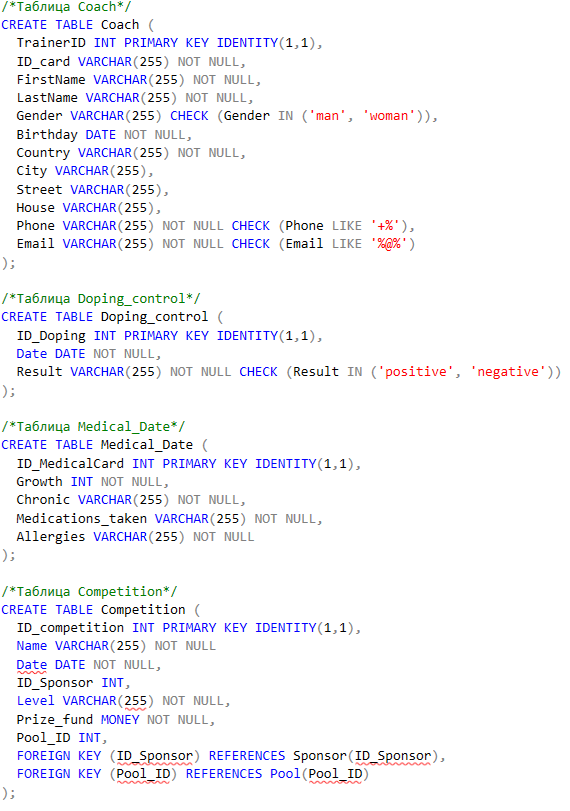 /*Таблица Coach*/
CREATE TABLE Coach (
TrainerID INT PRIMARY KEY IDENTITY(1,1),
ID_card VARCHAR(255) NOT NULL,
FirstName VARCHAR(255) NOT NULL,
LastName VARCHAR(255) NOT NULL,
Gender VARCHAR(255) CHECK (Gender IN ('man', 'woman')),
Birthday DATE NOT NULL,
Country VARCHAR(255) NOT NULL,
City VARCHAR(255),
Street VARCHAR(255),
House VARCHAR(255),
Phone VARCHAR(255) NOT NULL CHECK (Phone LIKE '+%'),
Email VARCHAR(255) NOT NULL CHECK (Email LIKE '%@%')
);
/*Таблица Doping_control*/
CREATE TABLE Doping_control (
ID_Doping INT PRIMARY KEY IDENTITY(1,1),
Date DATE NOT NULL,
Result VARCHAR(255) NOT NULL CHECK (Result IN ('positive', 'negative'))
);
/*Таблица Medical_Date*/
CREATE TABLE Medical_Date (
ID_MedicalCard INT PRIMARY KEY IDENTITY(1,1),
Growth INT NOT NULL,
Chronic VARCHAR(255) NOT NULL,
Medications_taken VARCHAR(255) NOT NULL,
Allergies VARCHAR(255) NOT NULL
);
/*Таблица Competition*/
CREATE TABLE Competition (
ID_competition INT PRIMARY KEY IDENTITY(1,1),
Name VARCHAR(255) NOT NULL
Date DATE NOT NULL,
ID_Sponsor INT,
Level VARCHAR(255) NOT NULL,
Prize_fund MONEY NOT NULL,
Pool_ID INT,
FOREIGN KEY (ID_Sponsor) REFERENCES Sponsor(ID_Sponsor),
FOREIGN KEY (Pool_ID) REFERENCES Pool(Pool_ID)
);